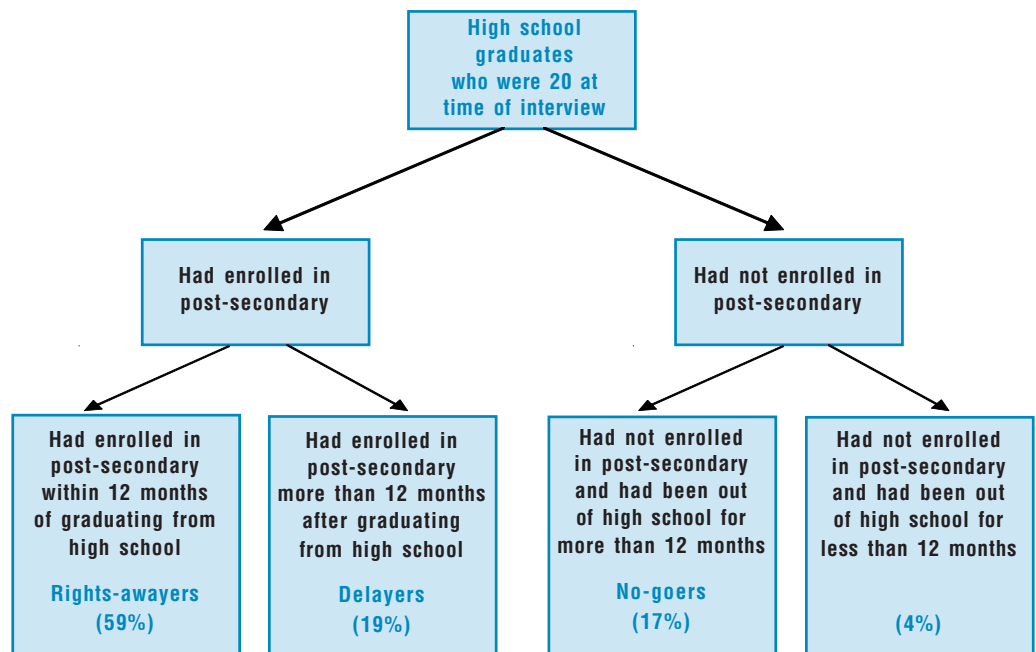 High school
graduates
who were 20 at
time of interview
Had enrolled in
post-secondary
Had not enrolled in
post-secondary
Had enrolled in
post-secondary
within 12 months
of graduating from
high school
Rights-awayers
(59%)
Had enrolled in
post-secondary
more than 12 months
after graduating
from high school
Delayers
(19%)
Had not enrolled
in post-secondary
and had been out
of high school for
more than 12 months
No-goers
(17%)
Had not enrolled
in post-secondary
and had been out
of high school for
less than 12 months
(4%)